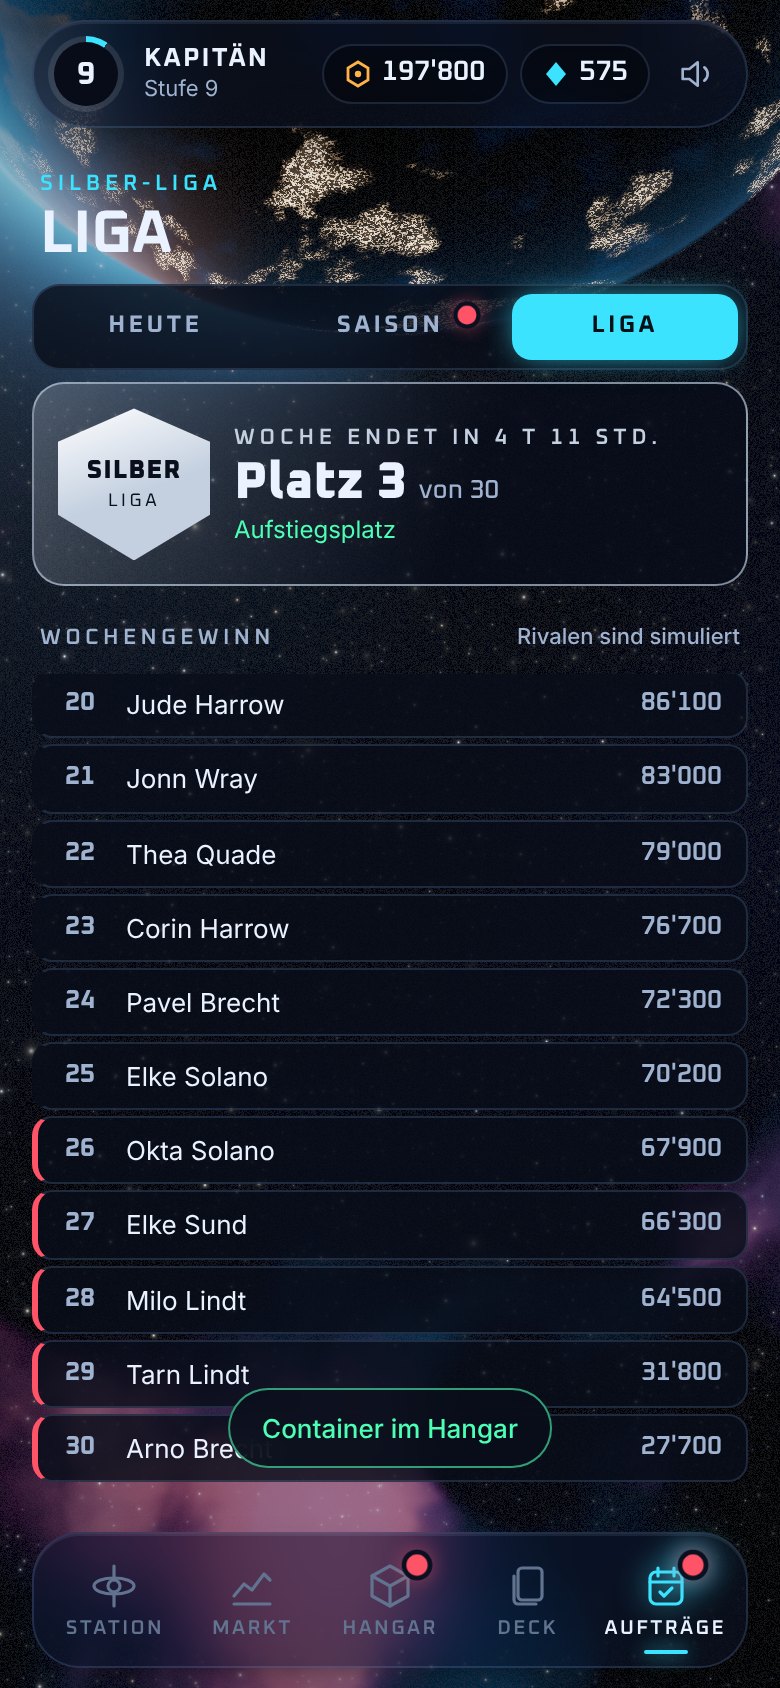 9
KAPITÄN
Stufe 9
197'800
575
SILBER-LIGA
LIGA
HEUTE
SAISON
LIGA
SILBER
LIGA
WOCHE ENDET IN 4 T 11 STD.
Platz 3 von 30
Aufstiegsplatz
WOCHENGEWINN
Rivalen sind simuliert
20 Jude Harrow 86'100
21 Jonn Wray 83'000
22 Thea Quade 79'000
23 Corin Harrow 76'700
24 Pavel Brecht 72'300
25 Elke Solano 70'200
26 Okta Solano 67'900
27 Elke Sund 66'300
28 Milo Lindt 64'500
29 Tarn Lindt 31'800
30 Arno Brecht 27'700
Container im Hangar
STATION
MARKT
HANGAR
DECK
AUFTRÄGE